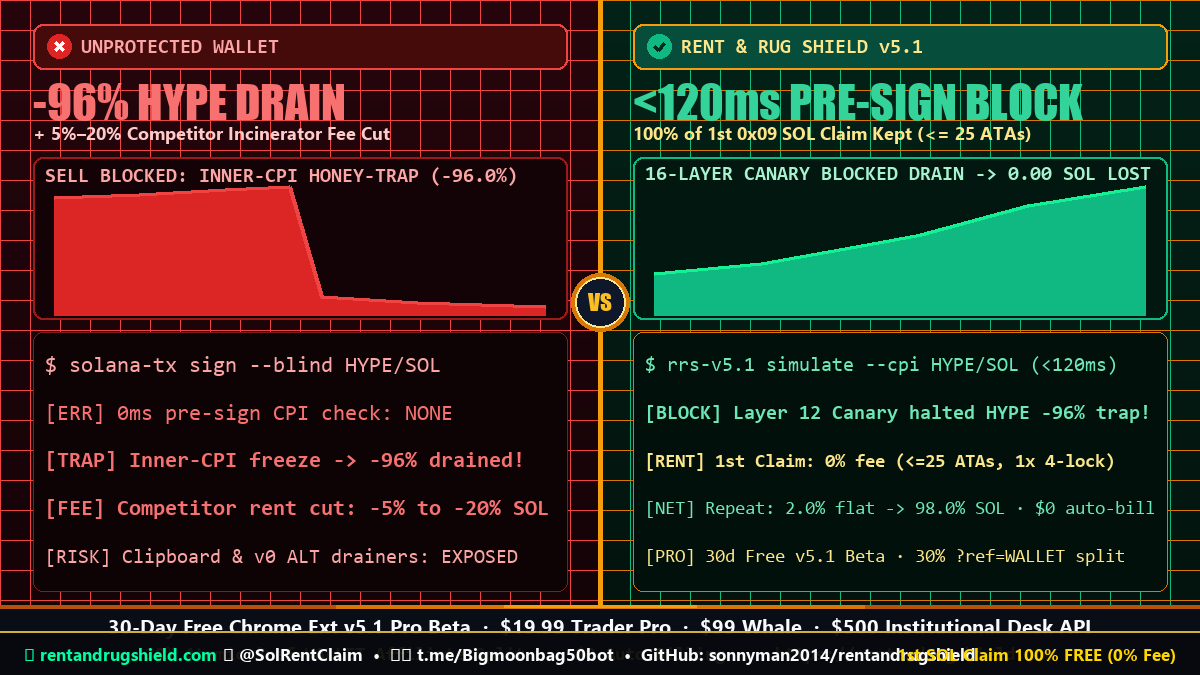 UNPROTECTED WALLET
-96% HYPE DRAIN
+ 5%–20% Competitor Incinerator Fee Cut
SELL BLOCKED: INNER-CPI HONEY-TRAP (-96.0%)
$ solana-tx sign --blind HYPE/SOL
[ERR] 0ms pre-sign CPI check: NONE
[TRAP] Inner-CPI freeze -> -96% drained!
[FEE] Competitor rent cut: -5% to -20% SOL
[RISK] Clipboard & v0 ALT drainers: EXPOSED
VS
RENT & RUG SHIELD v5.1
<120ms PRE-SIGN BLOCK
100% of 1st 0x09 SOL Claim Kept (<= 25 ATAs)
16-LAYER CANARY BLOCKED DRAIN -> 0.00 SOL LOST
$ rrs-v5.1 simulate --cpi HYPE/SOL (<120ms)
[BLOCK] Layer 12 Canary halted HYPE -96% trap!
[RENT] 1st Claim: 0% fee (<=25 ATAs, 1x 4-lock)
[NET] Repeat: 2.0% flat -> 98.0% SOL · $0 auto-bill
[PRO] 30d Free v5.1 Beta · 30% ?ref=WALLET split
30-Day Free Chrome Ext v5.1 Pro Beta · $19.99 Trader Pro · $99 Whale · $500 Institutional Desk API
rentandrugshield.com @SolRentClaim • t.me/Bigmoonbag50bot • GitHub: sonnyman2014/rentandrugshield
1st SOL Claim 100% FREE (0% Fee)